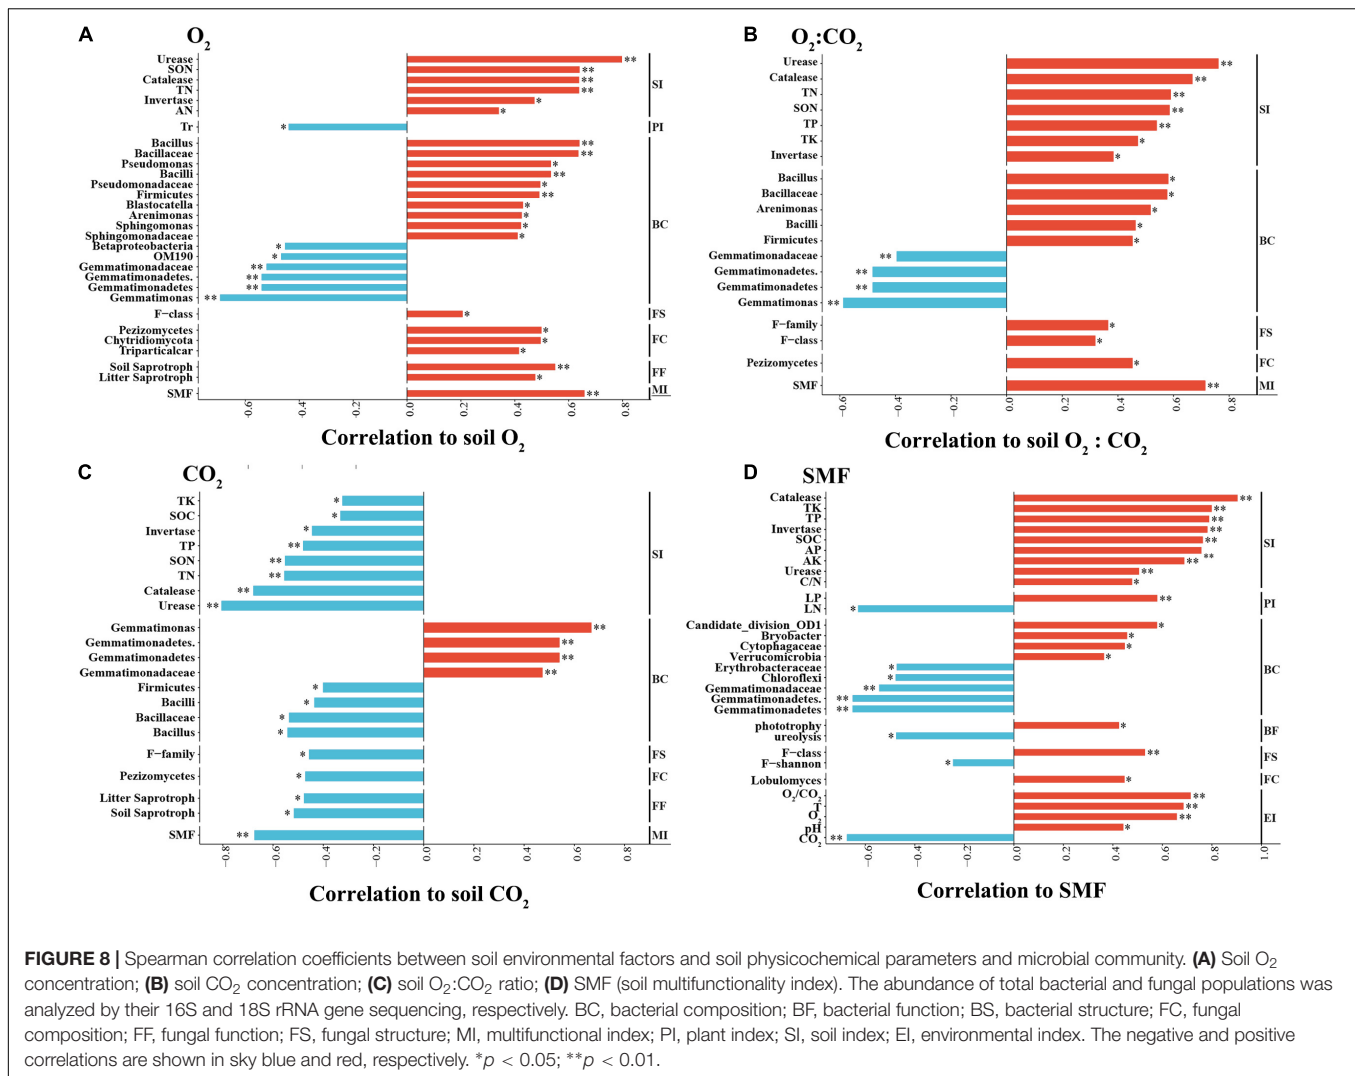 A
O2
Urease **
SON **
Catalease **
TN **
Invertase *
AN *
SI
Tr *
PI
Bacillus **
Bacillaceae **
Pseudomonas *
Bacilli **
Pseudomonadaceae *
Firmicutes **
Blastocatella *
Arenimonas *
Sphingomonas *
Sphingomonadaceae *
Betaproteobacteria *
OM190 *
Gemmatimonadaceae **
Gemmatimonadetes. **
Gemmatimonadetes **
Gemmatimonas **
BC
F−class *
FS
Pezizomycetes *
Chytridiomycota *
Triparticalcar *
FC
Soil Saprotroph **
Litter Saprotroph *
FF
SMF **
MI
−0.6 −0.4 −0.2 0.0 0.2 0.4 0.6 0.8
Correlation to soil O2
B
O2:CO2
Urease **
Catalease **
TN **
SON **
TP **
TK *
Invertase *
SI
Bacillus *
Bacillaceae *
Arenimonas *
Bacilli *
Firmicutes *
Gemmatimonadaceae **
Gemmatimonadetes. **
Gemmatimonadetes **
Gemmatimonas **
BC
F−family *
F−class *
FS
Pezizomycetes *
FC
SMF **
MI
−0.6 −0.4 −0.2 0.0 0.2 0.4 0.6 0.8
Correlation to soil O2 : CO2
C
CO2
TK *
SOC *
Invertase *
TP **
SON **
TN **
Catalease **
Urease **
SI
Gemmatimonas **
Gemmatimonadetes. **
Gemmatimonadetes **
Gemmatimonadaceae **
Firmicutes *
Bacilli *
Bacillaceae *
Bacillus *
BC
F−family *
FS
Pezizomycetes *
FC
Litter Saprotroph *
Soil Saprotroph *
FF
SMF **
MI
−0.8 −0.6 −0.4 −0.2 0.0 0.2 0.4 0.6 0.8
Correlation to soil CO2
D
SMF
Catalease **
TK **
TP **
Invertase **
SOC **
AP **
AK **
Urease **
C/N *
SI
LP **
LN *
PI
Candidate_division_OD1 *
Bryobacter *
Cytophagaceae *
Verrucomicrobia *
Erythrobacteraceae *
Chloroflexi *
Gemmatimonadaceae **
Gemmatimonadetes. **
Gemmatimonadetes **
BC
phototrophy *
ureolysis *
BF
F−class **
F−shannon *
FS
Lobulomyces *
FC
O2/CO2 **
T **
O2 **
pH *
CO2 **
EI
−0.6 −0.4 −0.2 0.0 0.2 0.4 0.6 0.8 1.0
Correlation to SMF
FIGURE 8 | Spearman correlation coefficients between soil environmental factors and soil physicochemical parameters and microbial community. (A) Soil O2
concentration; (B) soil CO2 concentration; (C) soil O2:CO2 ratio; (D) SMF (soil multifunctionality index). The abundance of total bacterial and fungal populations was
analyzed by their 16S and 18S rRNA gene sequencing, respectively. BC, bacterial composition; BF, bacterial function; BS, bacterial structure; FC, fungal
composition; FF, fungal function; FS, fungal structure; MI, multifunctional index; PI, plant index; SI, soil index; EI, environmental index. The negative and positive
correlations are shown in sky blue and red, respectively. *p < 0.05; **p < 0.01.